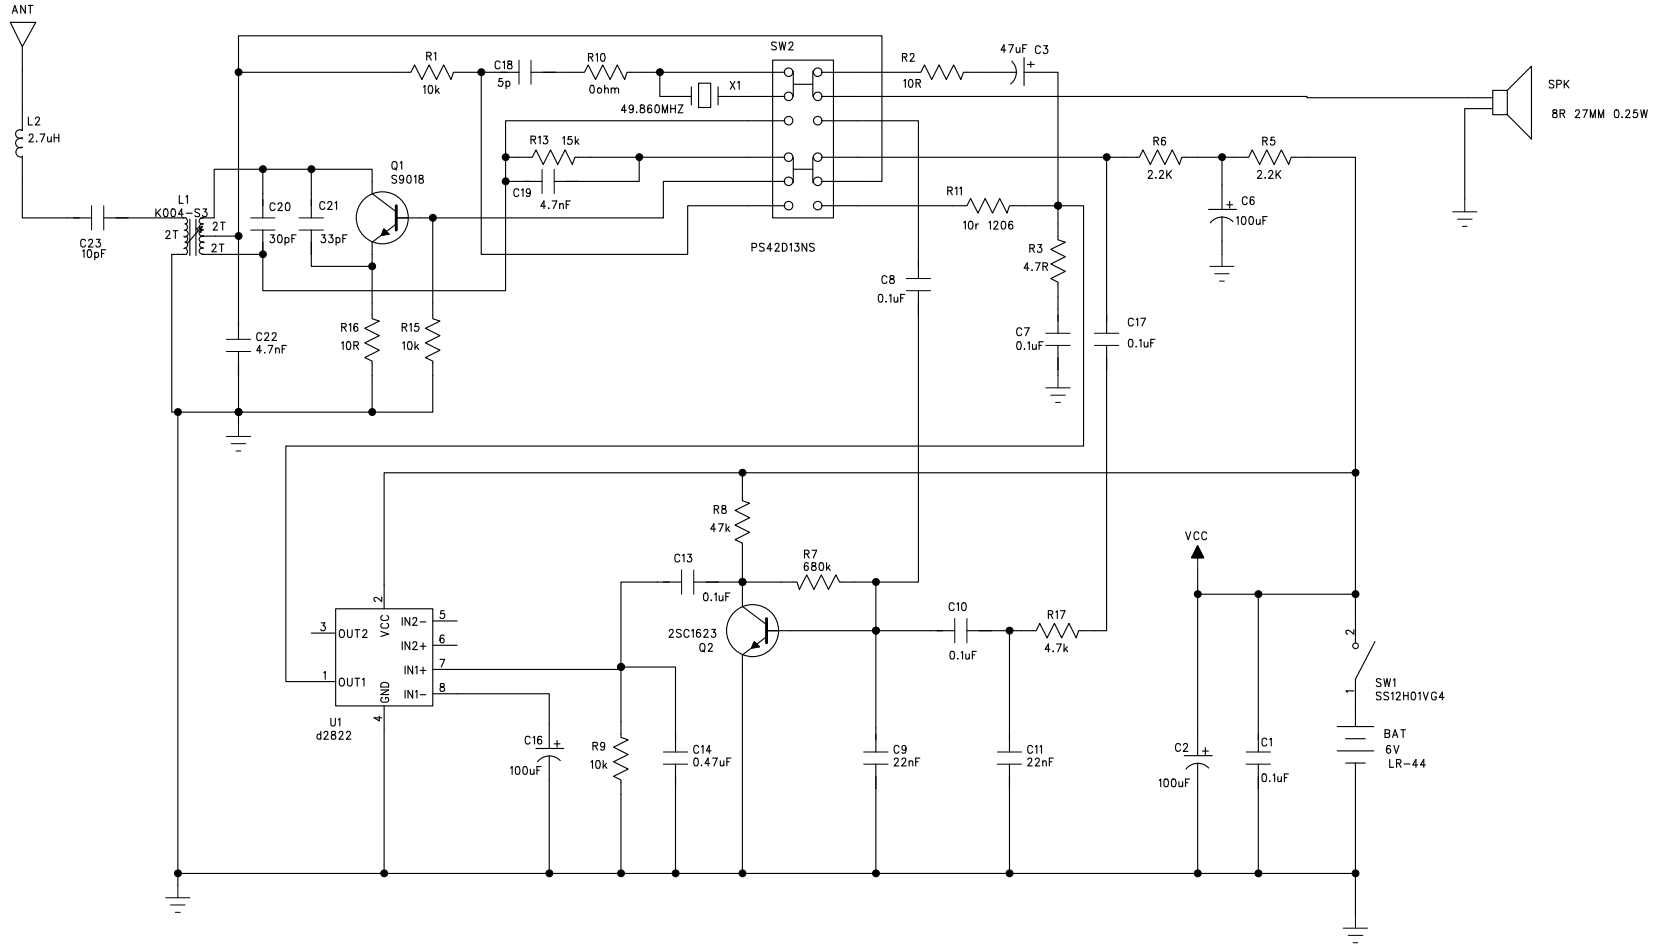 ANT
L2
2.7uH
C23
10pF
L1
K004-S3
2T
2T
2T
C20
30pF
C21
33pF
Q1
S9018
C22
4.7nF
R16
10R
R15
10k
R1
10k
C18
5p
R10
0ohm
X1
49.860MHZ
R13 15k
C19
4.7nF
SW2
PS42D13NS
R2
10R
47uF C3
R11
10r 1206
R3
4.7R
C7
0.1uF
C8
0.1uF
C17
0.1uF
R6
2.2K
R5
2.2K
C6
100uF
SPK
8R 27MM 0.25W
R8
47k
C13
0.1uF
R7
680k
2SC1623
Q2
C10
0.1uF
R17
4.7k
2
VCC
3
OUT2
1
OUT1
IN2-
5
IN2+
6
IN1+
7
IN1-
8
GND
4
U1
d2822
C16
100uF
R9
10k
C14
0.47uF
C9
22nF
C11
22nF
VCC
C2
100uF
C1
0.1uF
2
1
SW1
SS12H01VG4
BAT
6V
LR-44